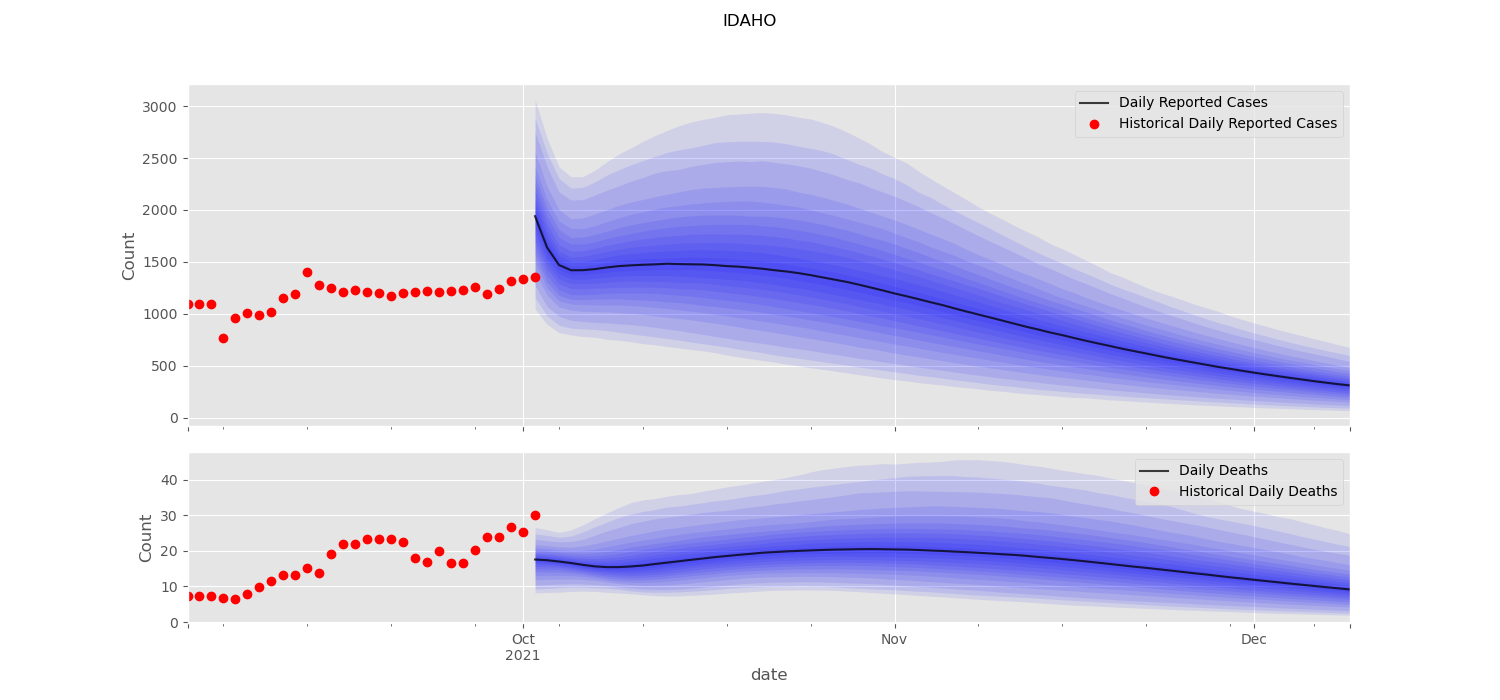 IDAHO
3000
2500
2000
1500
1000
500
0
Count
Daily Reported Cases
Historical Daily Reported Cases
40
30
20
10
0
Count
Daily Deaths
Historical Daily Deaths
Oct
2021
Nov
Dec
date